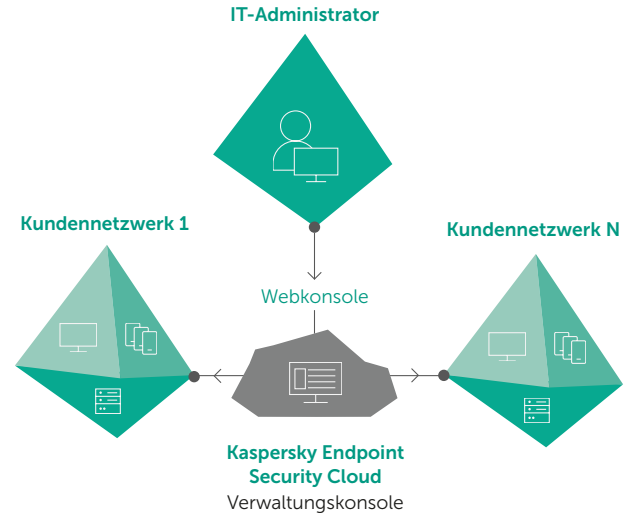 IT-Administrator
Kundennetzwerk 1
Kundennetzwerk N
Webkonsole
Kaspersky Endpoint
Security Cloud
Verwaltungskonsole